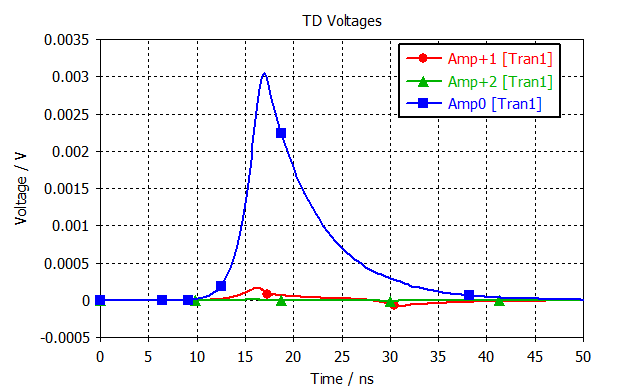 TD Voltages
0.0035
0.003
0.0025
0.002
0.0015
0.001
0.0005
0
-0.0005
Voltage / V
Amp+1 [Tran1]
Amp+2 [Tran1]
Amp0 [Tran1]
0 5 10 15 20 25 30 35 40 45 50
Time / ns